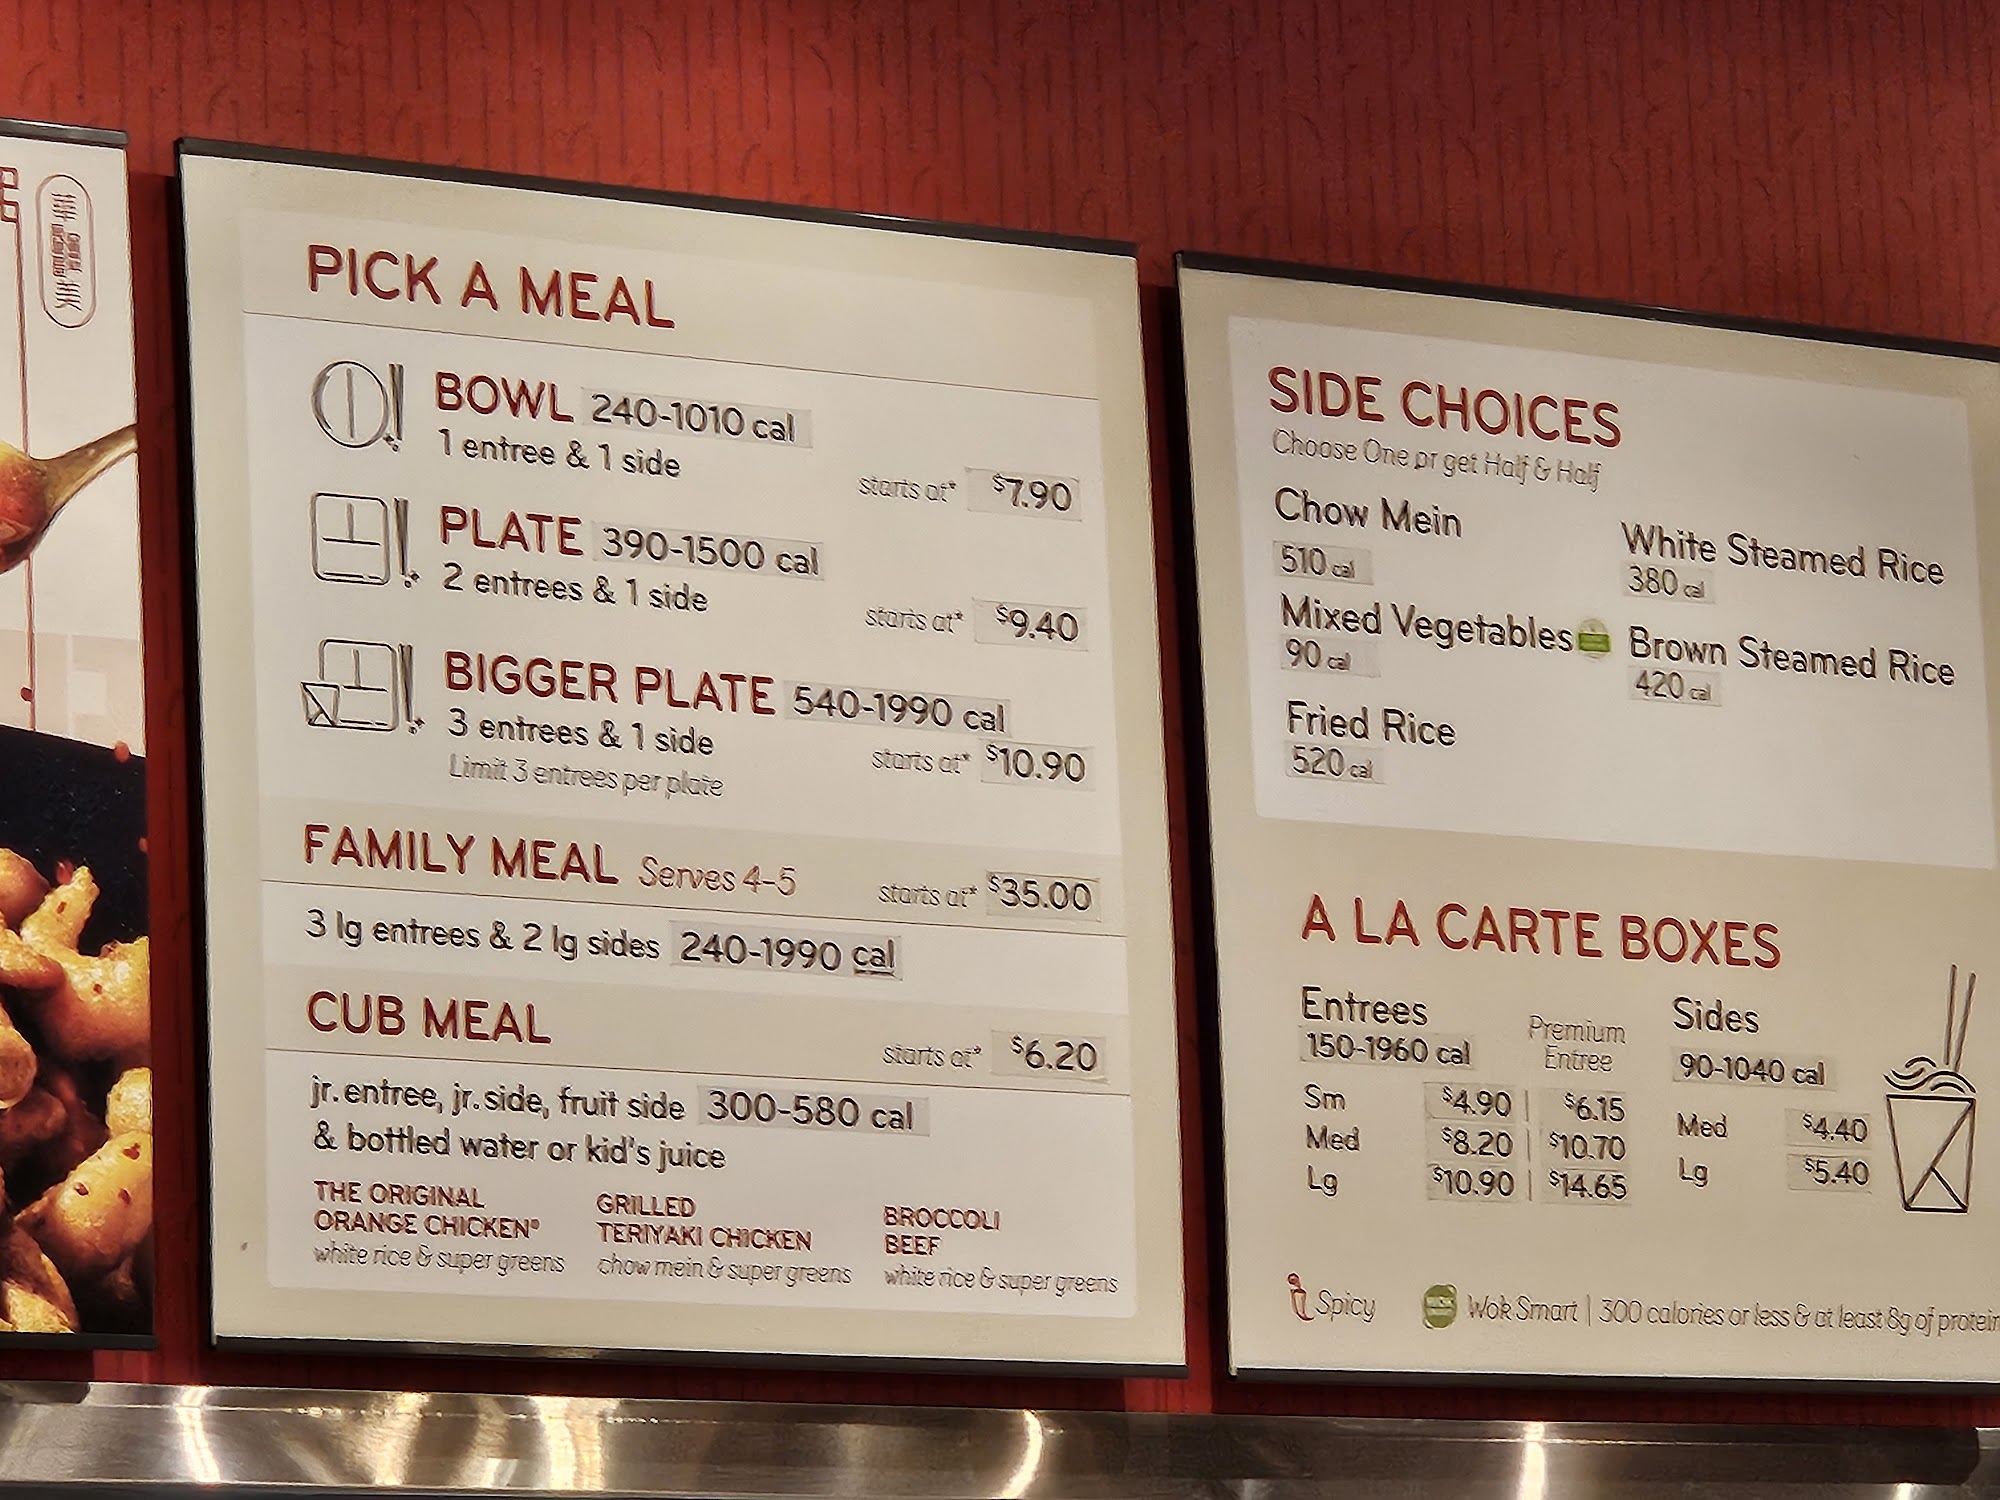 PICK A MEAL
BOWL 240-1010 cal
1 entree & 1 side
starts at* $7.90
PLATE 390-1500 cal
2 entrees & 1 side
starts at* $9.40
BIGGER PLATE 540-1990 cal
3 entrees & 1 side
starts at* $10.90
Limit 3 entrees per plate
FAMILY MEAL Serves 4-5 starts at* $35.00
3 lg entrees & 2 lg sides 240-1990 cal
CUB MEAL starts at* $6.20
jr. entree, jr. side, fruit side 300-580 cal
& bottled water or kid's juice
THE ORIGINAL
ORANGE CHICKEN®
white rice & super greens
GRILLED
TERIYAKI CHICKEN
chow mein & super greens
BROCCOLI
BEEF
white rice & super greens
SIDE CHOICES
Choose One or get Half & Half
Chow Mein
510 cal
White Steamed Rice
380 cal
Mixed Vegetables
90 cal
Brown Steamed Rice
420 cal
Fried Rice
520 cal
A LA CARTE BOXES
Entrees
150-1960 cal
Premium
Entree
Sm $4.90 | $6.15
Med $8.20 | $10.70
Lg $10.90 | $14.65
Sides
90-1040 cal
Med $4.40
Lg $5.40
Spicy
Wok Smart | 300 calories or less & at least 8g of protein